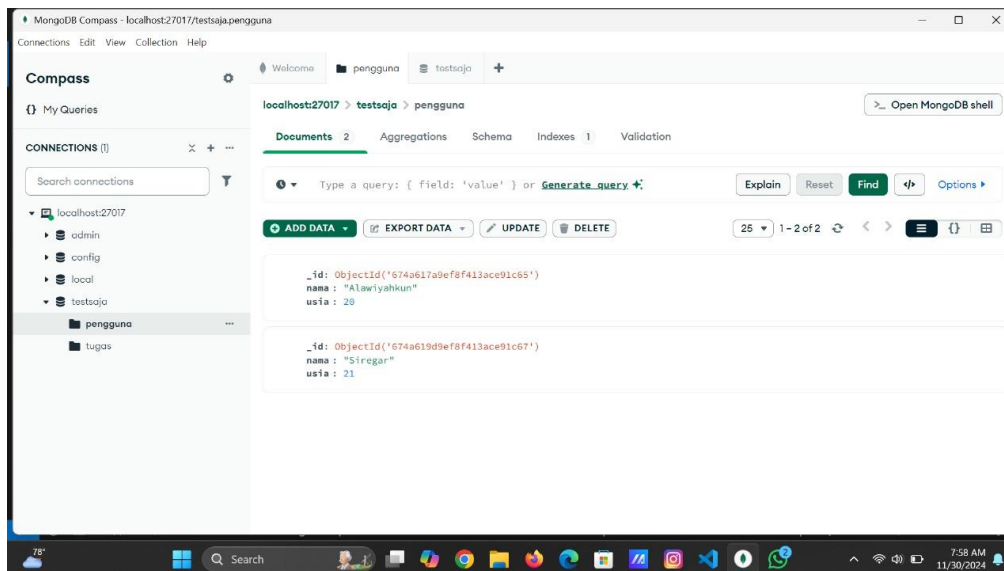 MongoDB Compass - localhost:27017/testsaja.pengguna
Connections Edit View Collection Help
Compass
{} My Queries
CONNECTIONS (1)
Search connections
localhost:27017
admin
config
local
testsaja
pengguna
tugas
Welcome pengguna testsaja
localhost:27017 > testsaja > pengguna
>_ Open MongoDB shell
Documents 2 Aggregations Schema Indexes 1 Validation
Type a query: { field: 'value' } or Generate query
Explain Reset Find </> Options
ADD DATA EXPORT DATA UPDATE DELETE
25 1 – 2 of 2 {}
_id: ObjectId('674a617a9ef8f413ace91c65')
nama : "Alawiyahkun"
usia : 20
_id: ObjectId('674a619d9ef8f413ace91c67')
nama : "Siregar"
usia : 21
78°
Search
2
7:58 AM
11/30/2024